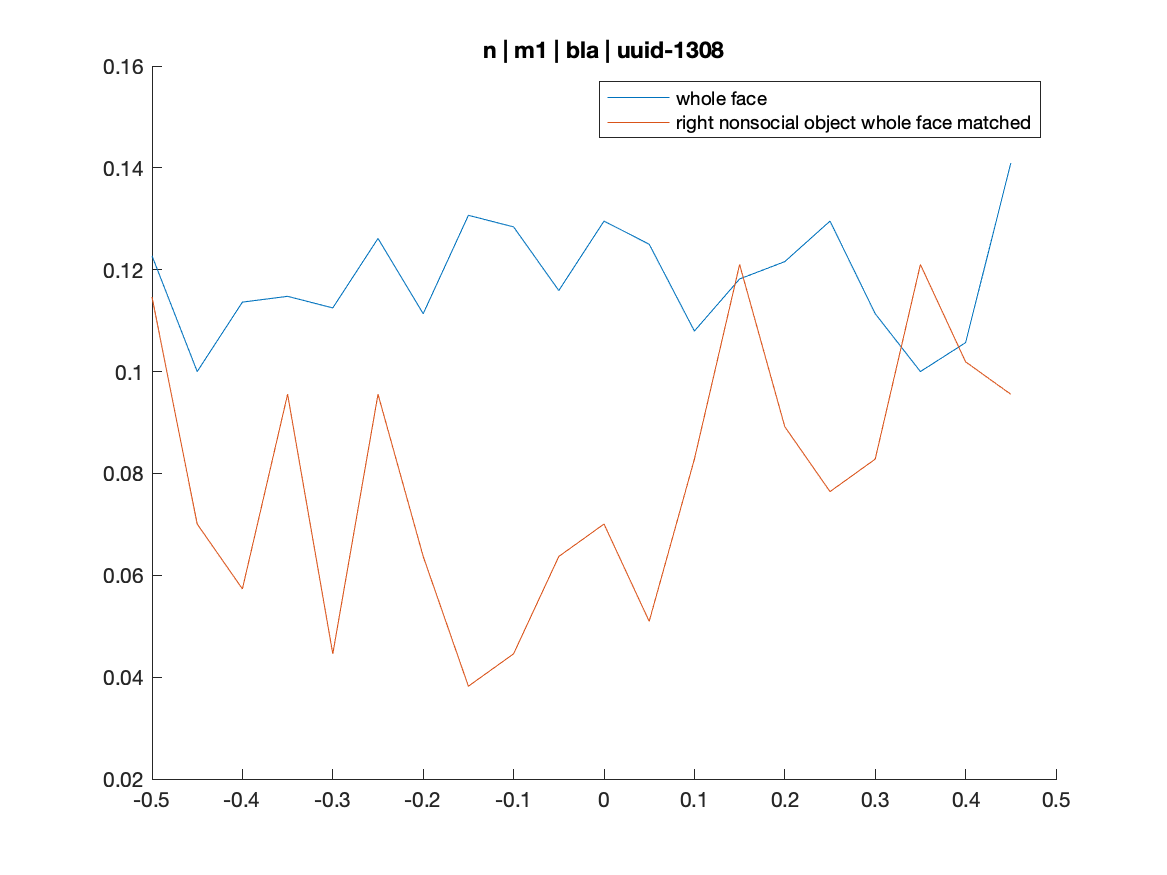 n | m1 | bla | uuid-1308
whole face
right nonsocial object whole face matched
0.16
0.14
0.12
0.1
0.08
0.06
0.04
0.02
-0.5 -0.4 -0.3 -0.2 -0.1 0 0.1 0.2 0.3 0.4 0.5